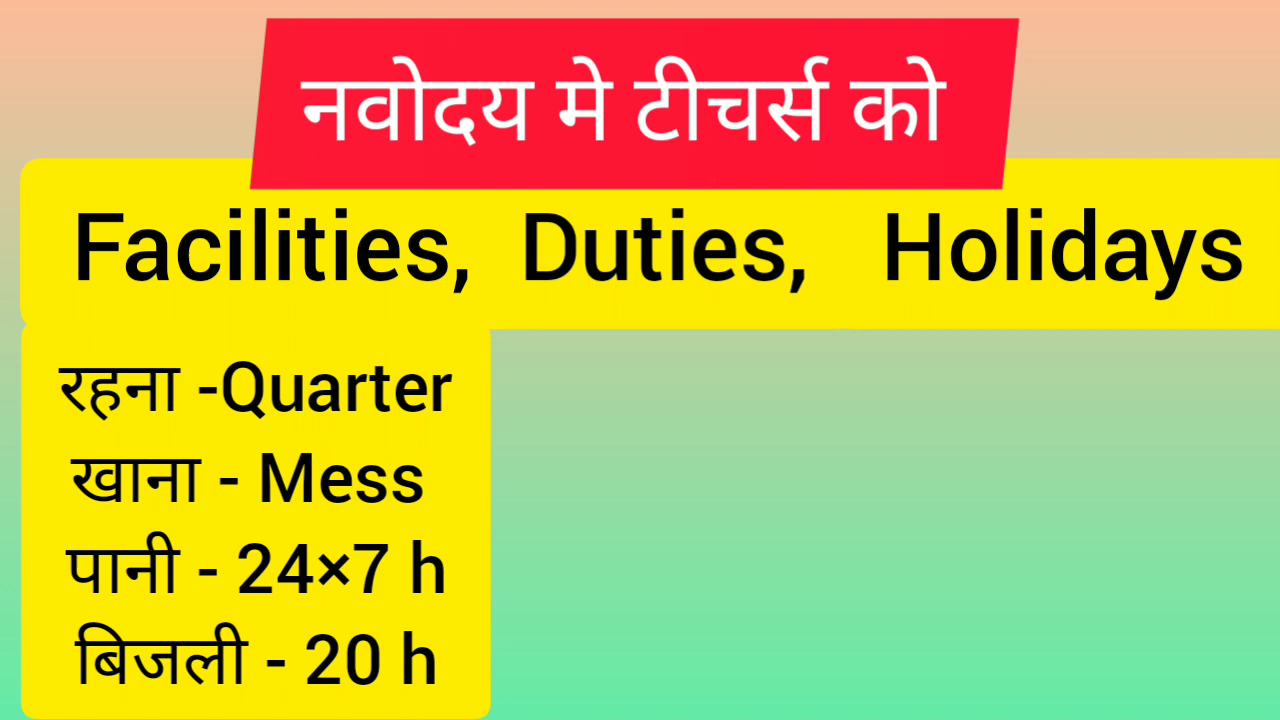 नवोदय मे टीचर्स को
Facilities, Duties, Holidays
रहना -Quarter
खाना - Mess
पानी - 24×7 h
बिजली - 20 h